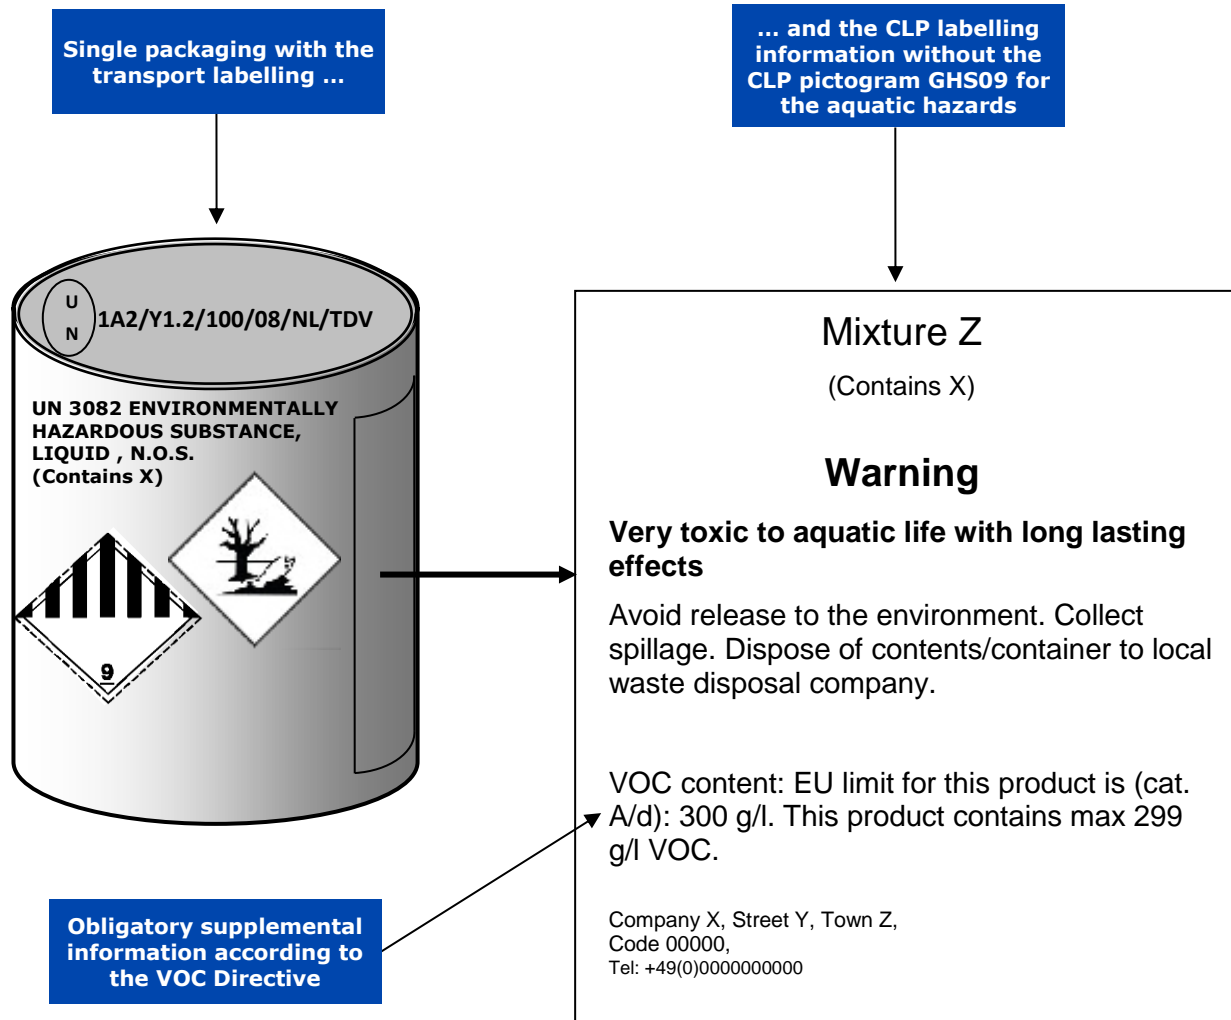 Single packaging with the
transport labelling ...
... and the CLP labelling
information without the
CLP pictogram GHS09 for
the aquatic hazards
U
N
1A2/Y1.2/100/08/NL/TDV
UN 3082 ENVIRONMENTALLY
HAZARDOUS SUBSTANCE,
LIQUID , N.O.S.
(Contains X)
9
Mixture Z
(Contains X)
Warning
Very toxic to aquatic life with long lasting
effects
Avoid release to the environment. Collect
spillage. Dispose of contents/container to local
waste disposal company.
VOC content: EU limit for this product is (cat.
A/d): 300 g/l. This product contains max 299
g/l VOC.
Company X, Street Y, Town Z,
Code 00000,
Tel: +49(0)0000000000
Obligatory supplemental
information according to
the VOC Directive